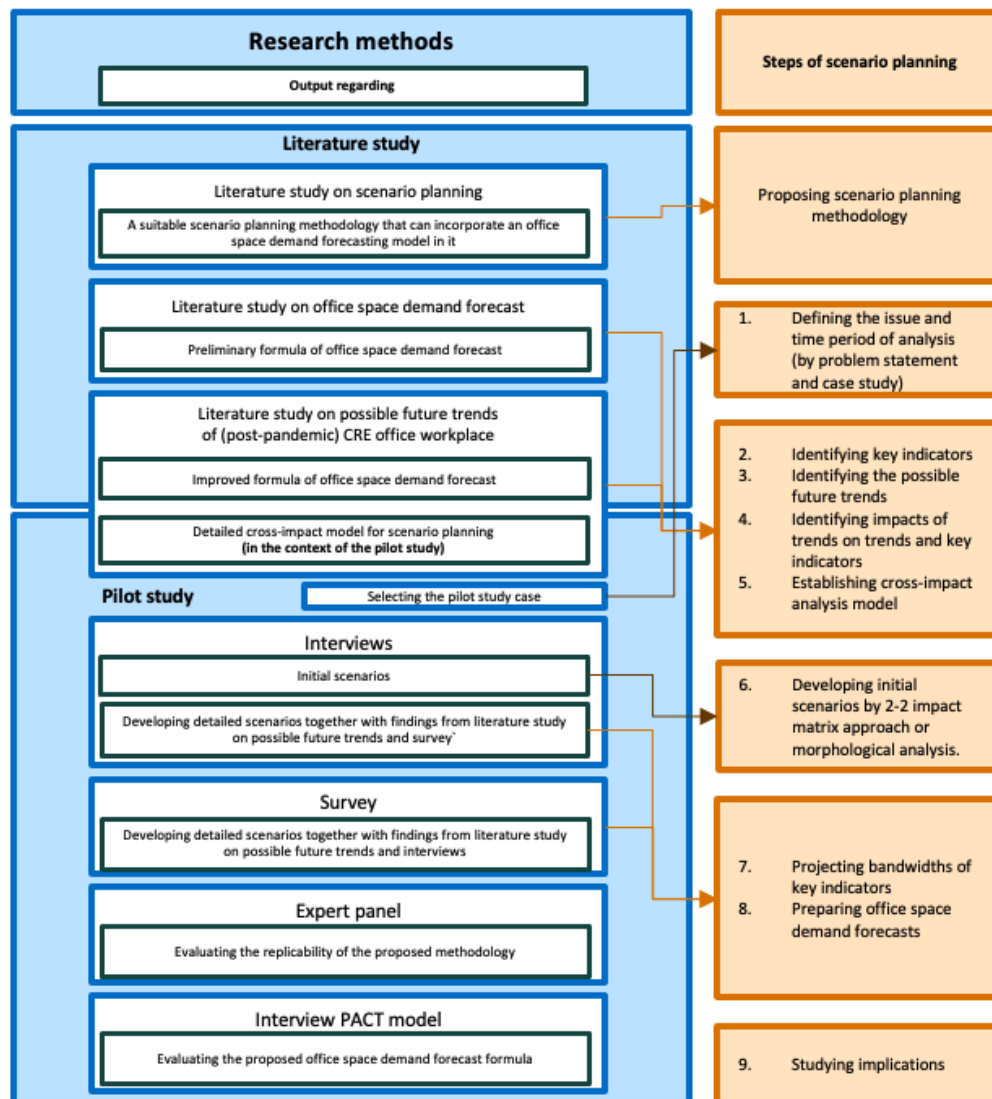 Research methods
Output regarding
Steps of scenario planning
Literature study
Literature study on scenario planning
A suitable scenario planning methodology that can incorporate an office
space demand forecasting model in it
Proposing scenario planning
methodology
Literature study on office space demand forecast
Preliminary formula of office space demand forecast
1. Defining the issue and
time period of analysis
(by problem statement
and case study)
Literature study on possible future trends
of (post-pandemic) CRE office workplace
Improved formula of office space demand forecast
Detailed cross-impact model for scenario planning
(in the context of the pilot study)
2. Identifying key indicators
3. Identifying the possible
future trends
4. Identifying impacts of
trends on trends and key
indicators
5. Establishing cross-impact
analysis model
Pilot study
Selecting the pilot study case
Interviews
Initial scenarios
Developing detailed scenarios together with findings from literature study
on possible future trends and survey`
6. Developing initial
scenarios by 2-2 impact
matrix approach or
morphological analysis.
Survey
Developing detailed scenarios together with findings from literature study
on possible future trends and interviews
7. Projecting bandwidths of
key indicators
8. Preparing office space
demand forecasts
Expert panel
Evaluating the replicability of the proposed methodology
Interview PACT model
Evaluating the proposed office space demand forecast formula
9. Studying implications